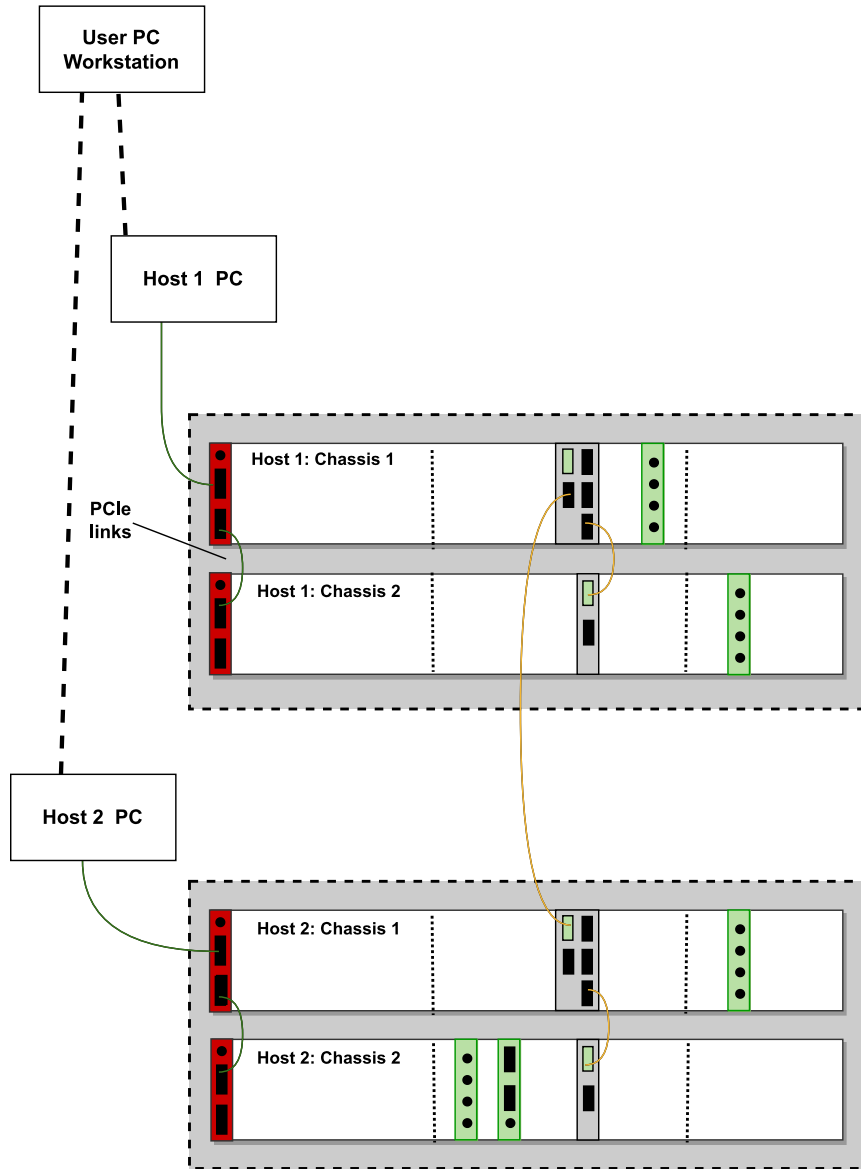 User PC
Workstation
Host 1 PC
Host 1: Chassis 1
PCIe
links
Host 1: Chassis 2
Host 2 PC
Host 2: Chassis 1
Host 2: Chassis 2